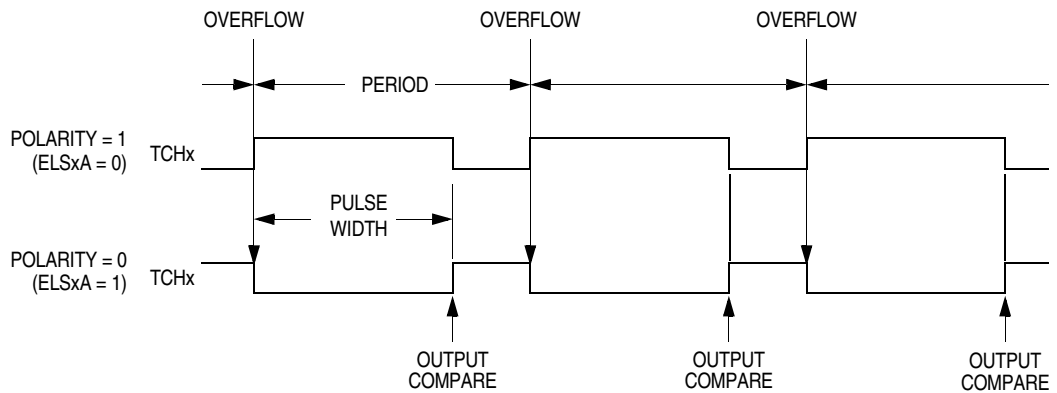 OVERFLOW OVERFLOW OVERFLOW
PERIOD
POLARITY = 1
(ELSxA = 0)
TCHx
PULSE
WIDTH
POLARITY = 0
(ELSxA = 1)
TCHx
OUTPUT
COMPARE
OUTPUT
COMPARE
OUTPUT
COMPARE